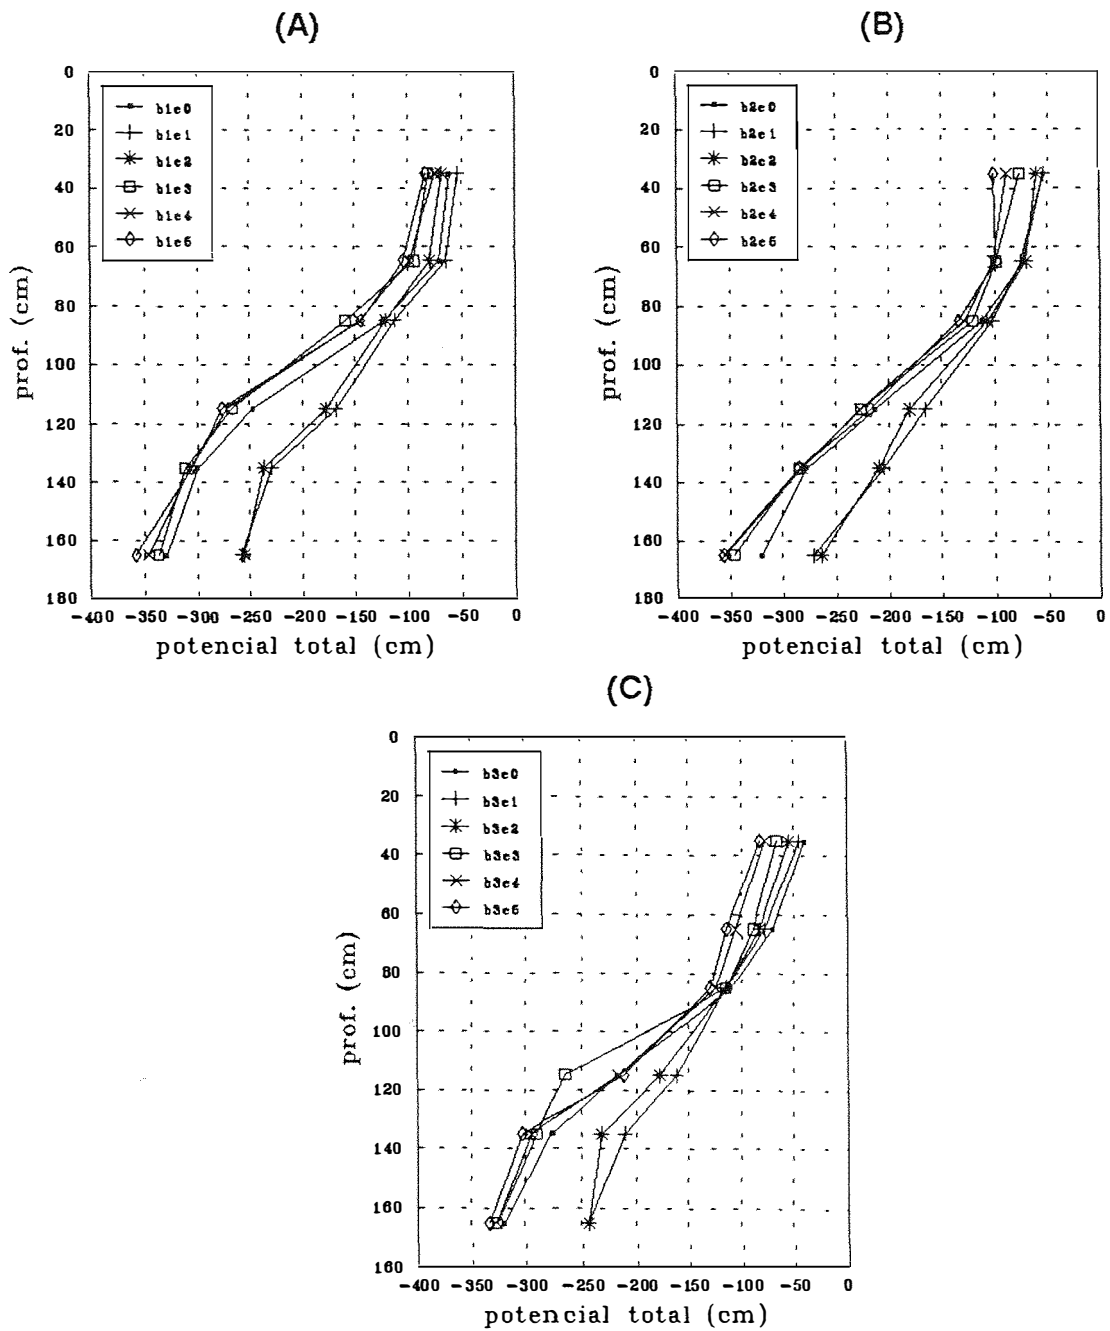 (A)
0
20
40
60
80
100
120
140
160
180
prof. (cm)
b1e0
b1e1
b1e2
b1e3
b1e4
b1e5
-400 -350 -300 -250 -200 -150 -100 -50 0
potencial total (cm)
(B)
0
20
40
60
80
100
120
140
160
180
prof. (cm)
b2e0
b2e1
b2e2
b2e3
b2e4
b2e5
-400 -350 -300 -250 -200 -150 -100 -50 0
potencial total (cm)
(C)
0
20
40
60
80
100
120
140
160
160
prof. (cm)
b3e0
b3e1
b3e2
b3e3
b3e4
b3e5
-400 -350 -300 -250 -200 -150 -100 -50 0
potencial total (cm)